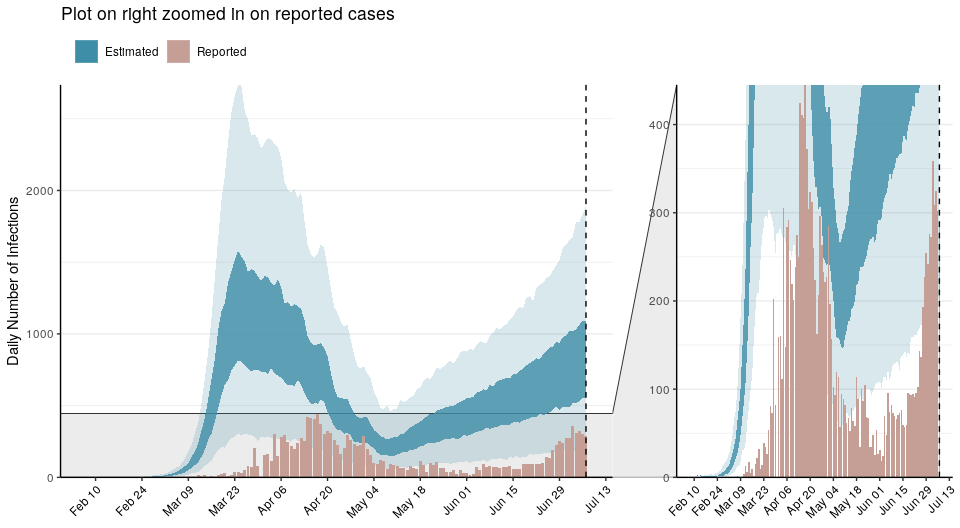 Plot on right zoomed in on reported cases
Estimated Reported
Daily Number of Infections
2000
1000
0
Feb 10 Feb 24 Mar 09 Mar 23 Apr 06 Apr 20 May 04 May 18 Jun 01 Jun 15 Jun 29 Jul 13
400
300
200
100
0
Feb 10 Feb 24 Mar 09 Mar 23 Apr 06 Apr 20 May 04 May 18 Jun 01 Jun 15 Jun 29 Jul 13